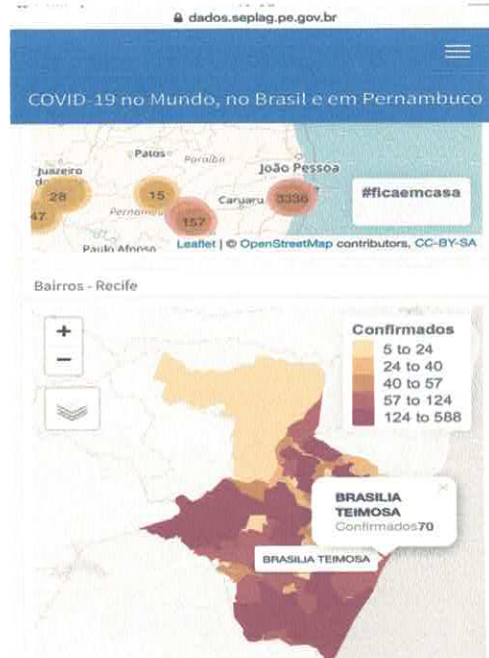 dados.seplag.pe.gov.br
COVID-19 no Mundo, no Brasil e em Pernambuco
Patos
Paraíba
João Pessoa
Juazeiro
28
15
Caruaru
3336
#ficaemcasa
47
157
Paulo Afonso
Leaflet | © OpenStreetMap contributors, CC-BY-SA
Bairros - Recife
+
−
Confirmados
5 to 24
24 to 40
40 to 57
57 to 124
124 to 588
BRASILIA
TEIMOSA
Confirmados70
×
BRASILIA TEIMOSA